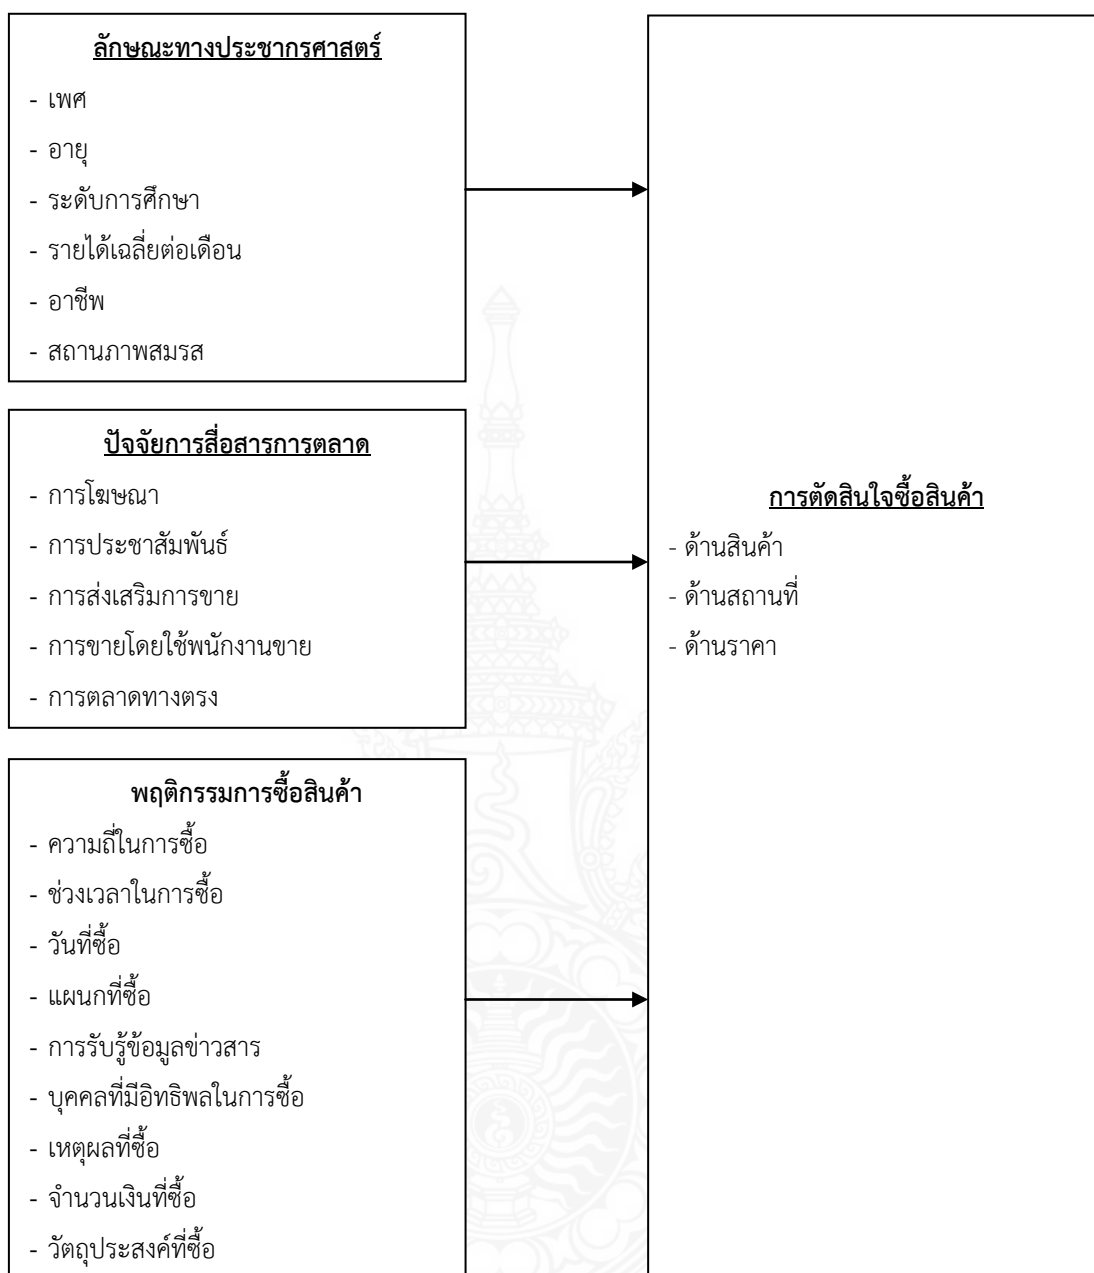 ลักษณะทางประชากรศาสตร์
- เพศ
- อายุ
- ระดับการศึกษา
- รายได้เฉลี่ยต่อเดือน
- อาชีพ
- สถานภาพสมรส
ปัจจัยการสื่อสารการตลาด
- การโฆษณา
- การประชาสัมพันธ์
- การส่งเสริมการขาย
- การขายโดยใช้พนักงานขาย
- การตลาดทางตรง
พฤติกรรมการซื้อสินค้า
- ความถี่ในการซื้อ
- ช่วงเวลาในการซื้อ
- วันที่ซื้อ
- แผนกที่ซื้อ
- การรับรู้ข้อมูลข่าวสาร
- บุคคลที่มีอิทธิพลในการซื้อ
- เหตุผลที่ซื้อ
- จำนวนเงินที่ซื้อ
- วัตถุประสงค์ที่ซื้อ
การตัดสินใจซื้อสินค้า
- ด้านสินค้า
- ด้านสถานที่
- ด้านราคา